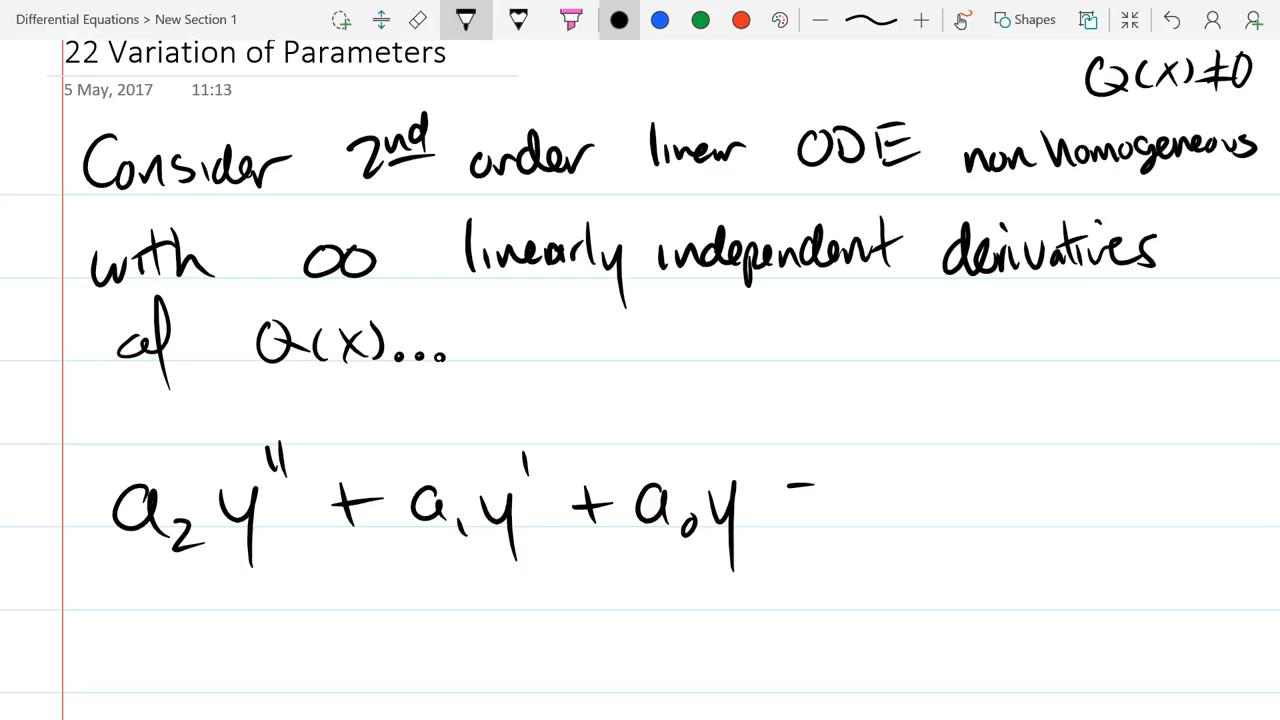 Differential Equations > New Section 1
Shapes
22 Variation of Parameters
5 May, 2017 11:13
Q(x)≠0
Consider 2nd order linear ODE nonhomogeneous
with ∞ linearly independent derivatives
of Q(x)...
a₂y'' + a₁y' + a₀y -